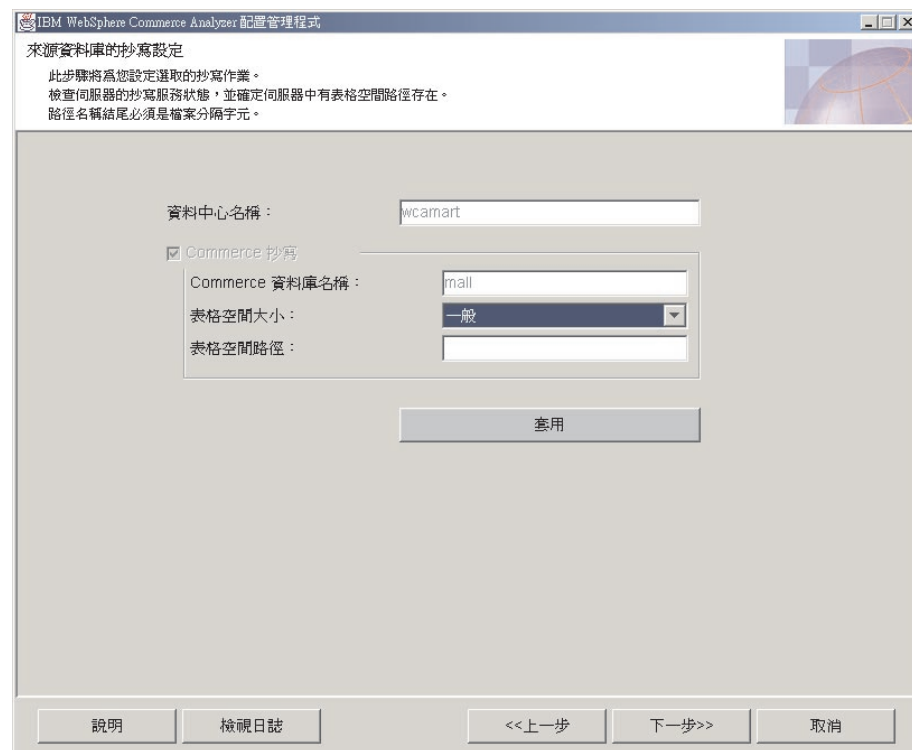 IBM WebSphere Commerce Analyzer 配置管理程式
來源資料庫的抄寫設定
此步驟將為您設定選取的抄寫作業。
檢查伺服器的抄寫服務狀態，並確定伺服器中有表格空間路徑存在。
路徑名稱結尾必須是檔案分隔字元。
資料中心名稱： wcamart
Commerce 抄寫
Commerce 資料庫名稱： mall
表格空間大小： 一般
表格空間路徑：
套用
說明 檢視日誌 <<上一步 下一步>> 取消